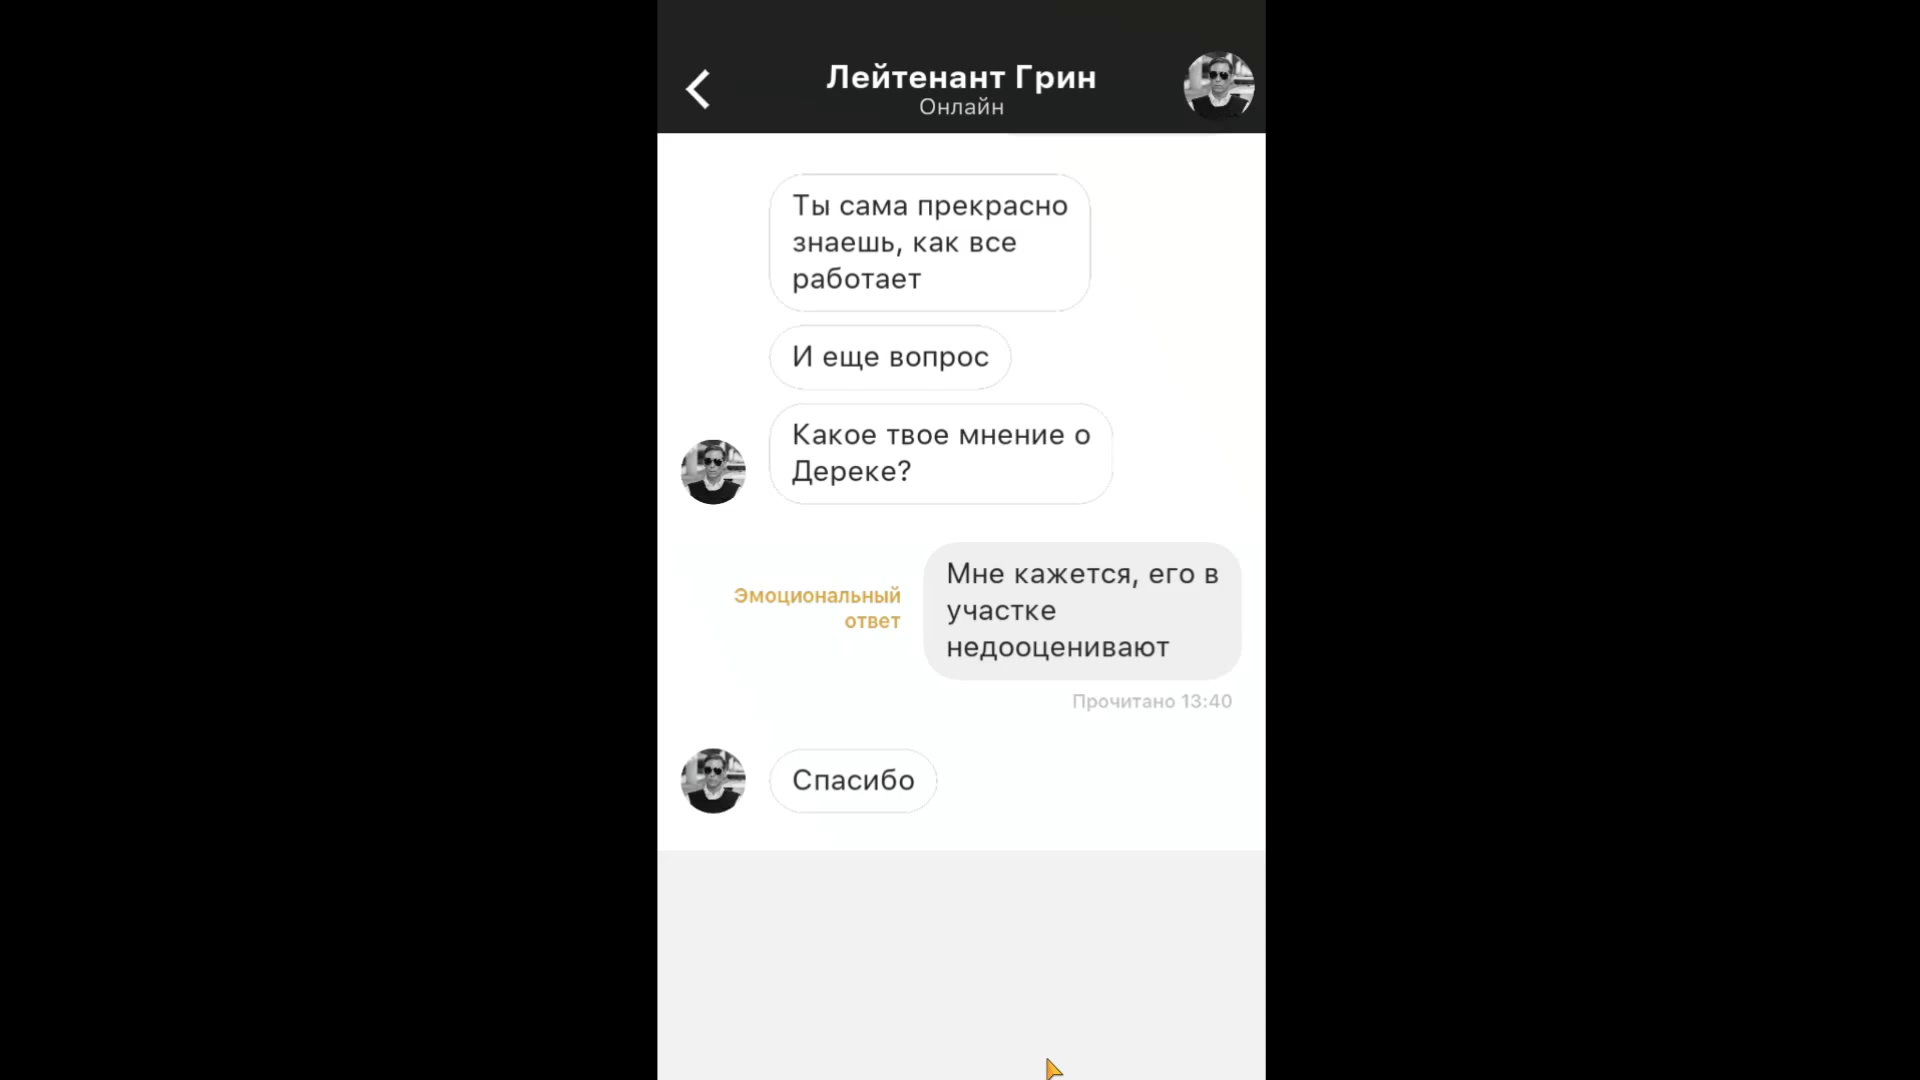 Лейтенант Грин
Онлайн
Ты сама прекрасно
знаешь, как все
работает
И еще вопрос
Какое твое мнение о
Дереке?
Эмоциональный
ответ
Мне кажется, его в
участке
недооценивают
Прочитано 13:40
Спасибо